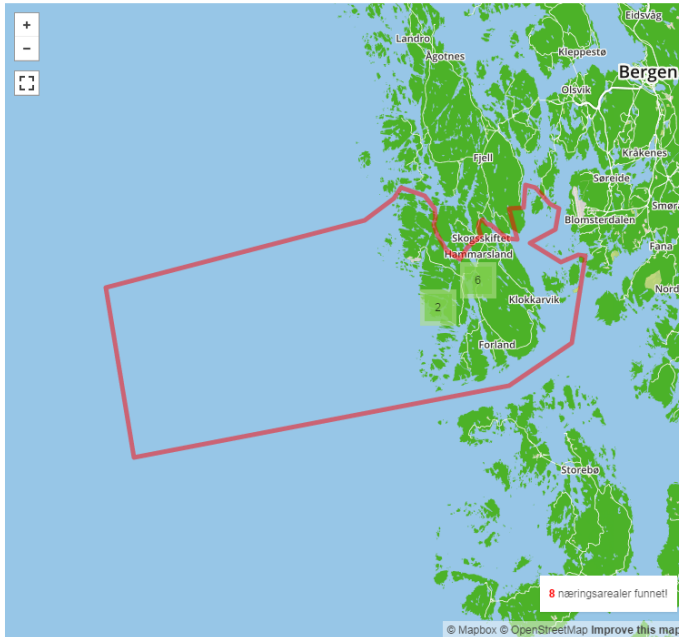 +
−
Eidsvåg
Landro
Kleppestø
Ågotnes
Bergen
Olsvik
Kråkenes
Fjell
Søreide
Smøra
Blomsterdalen
Skogsskiftet
Fana
Hammarsland
6
Nord
2
Klokkarvik
Forland
Storebø
8 næringsarealer funnet!
© Mapbox © OpenStreetMap Improve this map